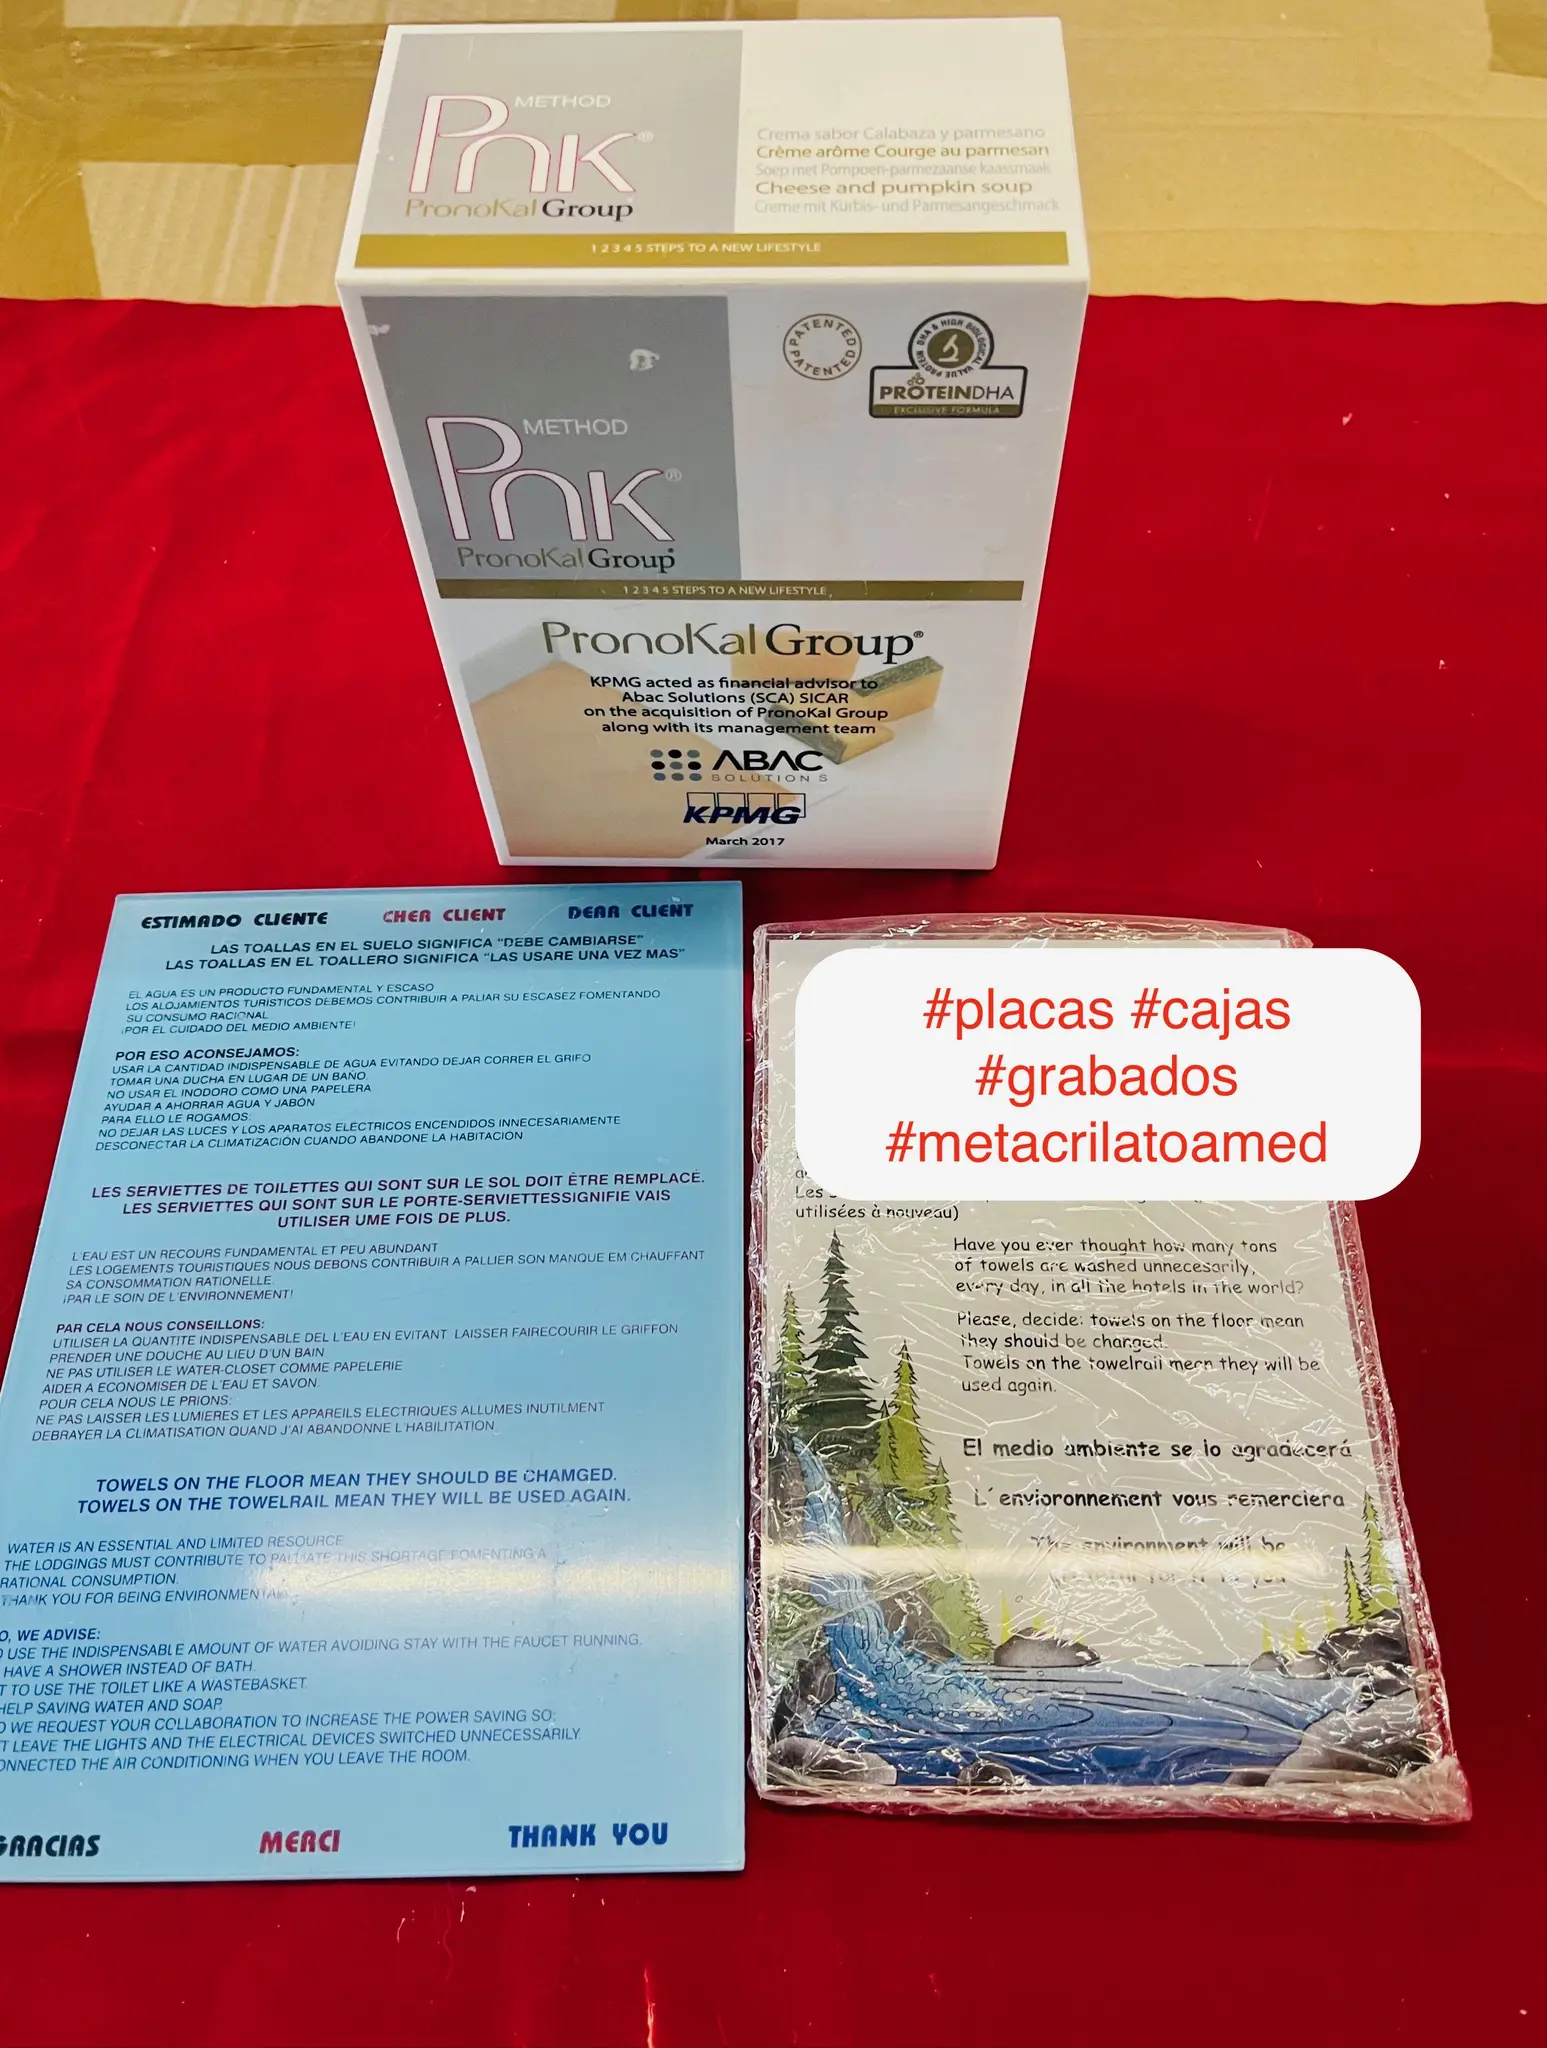 METHOD
PnK®
PronoKal Group
Crema sabor Calabaza y parmesano
Crème arôme Courge au parmesan
Soep met Pompoen-parmezaanse kaassmaak
Cheese and pumpkin soup
Creme mit Kürbis- und Parmesangeschmack
1 2 3 4 5 STEPS TO A NEW LIFESTYLE
PATENTED PATENTED
DHA & HIGH BIOLOGICAL VALUE PROTEIN
PROTEINDHA
EXCLUSIVE FORMULA
METHOD
PnK®
PronoKal Group®
1 2 3 4 5 STEPS TO A NEW LIFESTYLE
PronoKal Group®
KPMG acted as financial advisor to
Abac Solutions (SCA) SICAR
on the acquisition of PronoKal Group
along with its management team
ABAC
SOLUTIONS
KPMG
March 2017
ESTIMADO CLIENTE CHER CLIENT DEAR CLIENT
LAS TOALLAS EN EL SUELO SIGNIFICA "DEBE CAMBIARSE"
LAS TOALLAS EN EL TOALLERO SIGNIFICA "LAS USARE UNA VEZ MAS"
EL AGUA ES UN PRODUCTO FUNDAMENTAL Y ESCASO
LOS ALOJAMIENTOS TURISTICOS DEBEMOS CONTRIBUIR A PALIAR SU ESCASEZ FOMENTANDO
SU CONSUMO RACIONAL
¡POR EL CUIDADO DEL MEDIO AMBIENTE!
POR ESO ACONSEJAMOS:
USAR LA CANTIDAD INDISPENSABLE DE AGUA EVITANDO DEJAR CORRER EL GRIFO
TOMAR UNA DUCHA EN LUGAR DE UN BAÑO.
NO USAR EL INODORO COMO UNA PAPELERA
AYUDAR A AHORRAR AGUA Y JABÓN
PARA ELLO LE ROGAMOS:
NO DEJAR LAS LUCES Y LOS APARATOS ELÉCTRICOS ENCENDIDOS INNECESARIAMENTE
DESCONECTAR LA CLIMATIZACIÓN CUANDO ABANDONE LA HABITACION
LES SERVIETTES DE TOILETTES QUI SONT SUR LE SOL DOIT ÊTRE REMPLACÉ.
LES SERVIETTES QUI SONT SUR LE PORTE-SERVIETTESSIGNIFIE VAIS
UTILISER UME FOIS DE PLUS.
L'EAU EST UN RECOURS FUNDAMENTAL ET PEU ABUNDANT
LES LOGEMENTS TOURISTIQUES NOUS DEBONS CONTRIBUIR A PALLIER SON MANQUE EM CHAUFFANT
SA CONSOMMATION RATIONELLE.
¡PAR LE SOIN DE L'ENVIRONNEMENT!
PAR CELA NOUS CONSEILLONS:
UTILISER LA QUANTITE INDISPENSABLE DEL L'EAU EN EVITANT LAISSER FAIRECOURIR LE GRIFFON
PRENDER UNE DOUCHE AU LIEU D'UN BAIN
NE PAS UTILISER LE WATER-CLOSET COMME PAPELERIE
AIDER A ECONOMISER DE L'EAU ET SAVON.
POUR CELA NOUS LE PRIONS:
NE PAS LAISSER LES LUMIERES ET LES APPAREILS ELECTRIQUES ALLUMES INUTILMENT
DEBRAYER LA CLIMATISATION QUAND J'AI ABANDONNE L'HABILITATION
TOWELS ON THE FLOOR MEAN THEY SHOULD BE CHAMGED.
TOWELS ON THE TOWELRAIL MEAN THEY WILL BE USED AGAIN.
WATER IS AN ESSENTIAL AND LIMITED RESOURCE
THE LODGINGS MUST CONTRIBUTE TO PALLIATE THIS SHORTAGE FOMENTING A
RATIONAL CONSUMPTION.
THANK YOU FOR BEING ENVIRONMENTAL
O, WE ADVISE:
O USE THE INDISPENSABLE AMOUNT OF WATER AVOIDING STAY WITH THE FAUCET RUNNING.
HAVE A SHOWER INSTEAD OF BATH.
T TO USE THE TOILET LIKE A WASTEBASKET
HELP SAVING WATER AND SOAP
O WE REQUEST YOUR COLLABORATION TO INCREASE THE POWER SAVING SO:
T LEAVE THE LIGHTS AND THE ELECTRICAL DEVICES SWITCHED UNNECESSARILY
ONNECTED THE AIR CONDITIONING WHEN YOU LEAVE THE ROOM.
GRACIAS MERCI THANK YOU
#placas #cajas
#grabados
#metacrilatoamed
Les
utilisées à nouveau)
Have you ever thought how many tons
of towels are washed unnecesarily,
every day, in all the hotels in the world?
Please, decide: towels on the floor mean
they should be changed.
Towels on the towelrail mean they will be
used again.
El medio ambiente se lo agradecerá
L´envioronnement vous remerciera
The environment will be